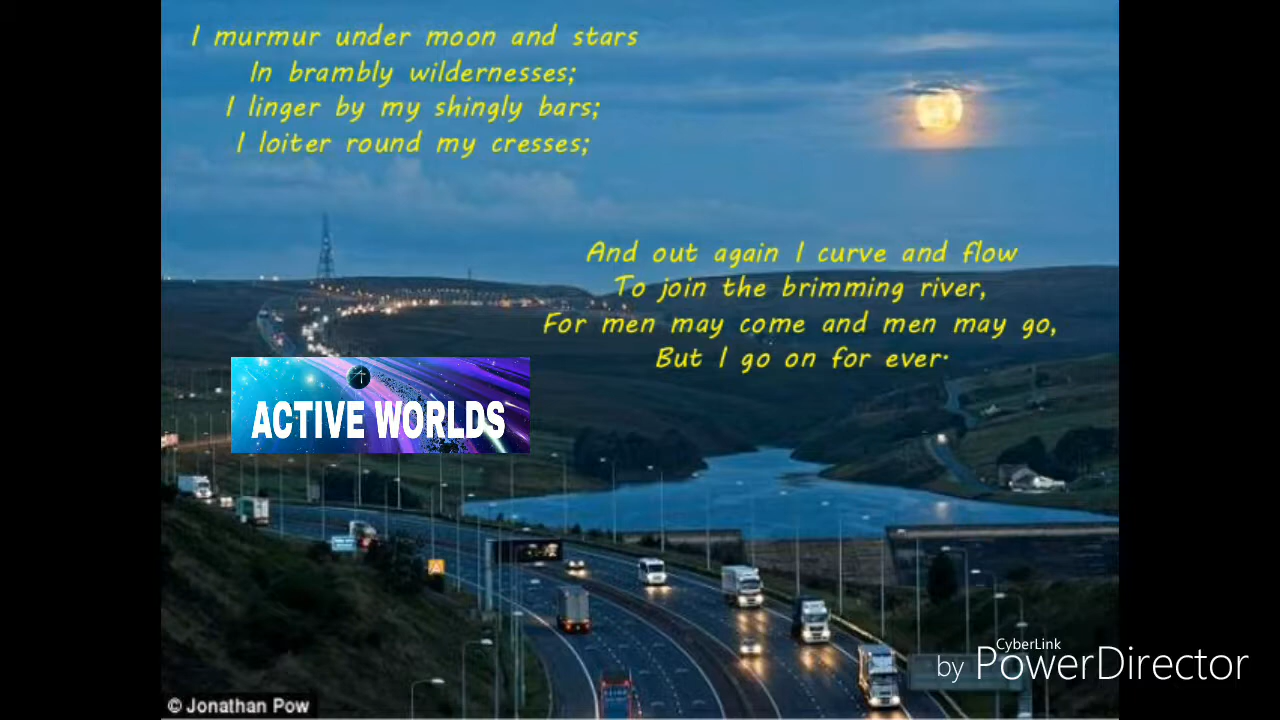 I murmur under moon and stars
In brambly wildernesses;
I linger by my shingly bars;
I loiter round my cresses;
And out again I curve and flow
To join the brimming river,
For men may come and men may go,
But I go on for ever.
ACTIVE WORLDS
CyberLink
by PowerDirector
© Jonathan Pow